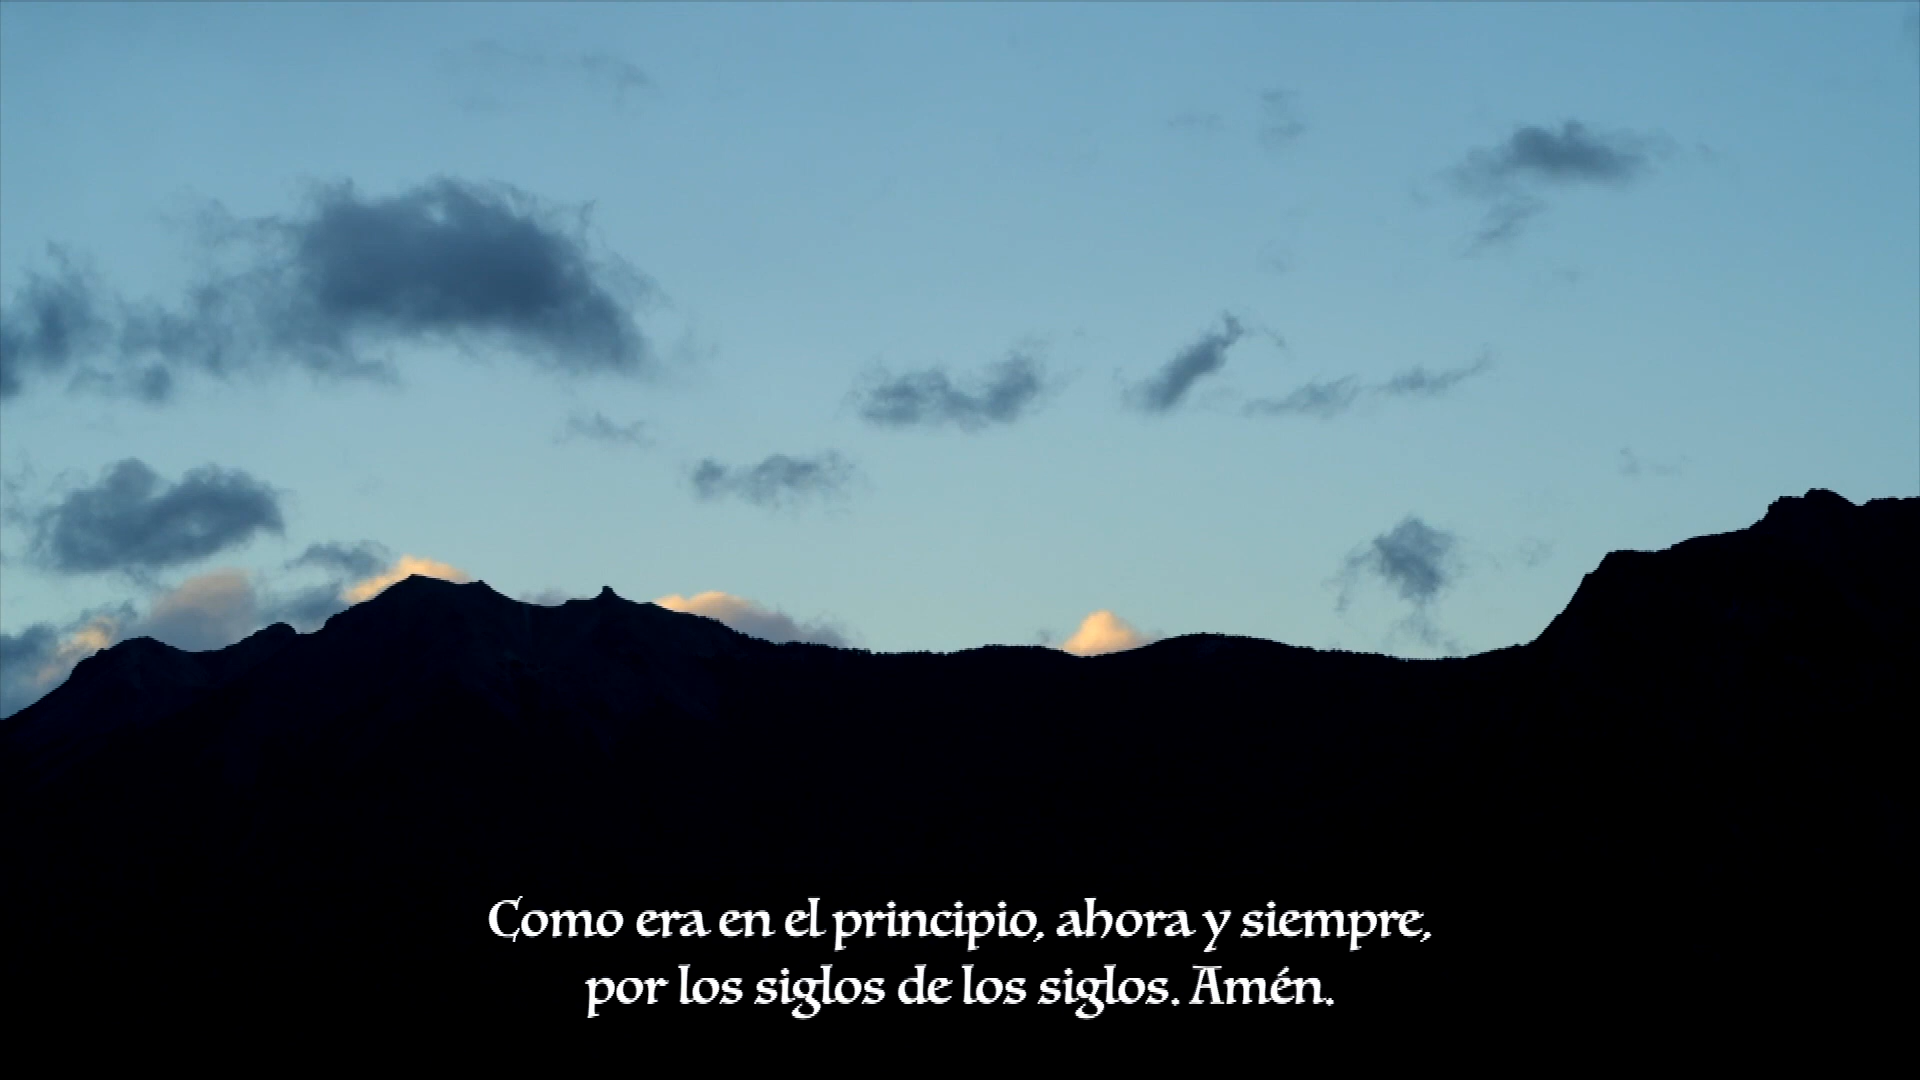 Como era en el principio, ahora y siempre,
por los siglos de los siglos. Amén.